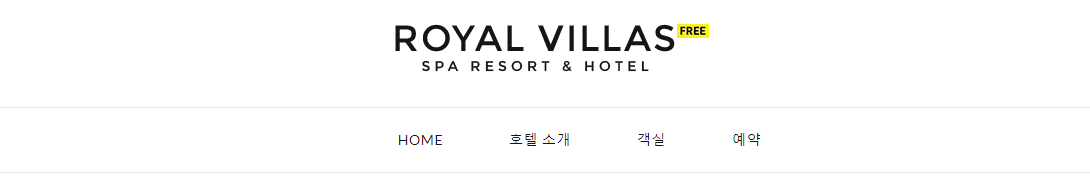 ROYAL VILLAS FREE
SPA RESORT & HOTEL
HOME 호텔 소개 객실 예약